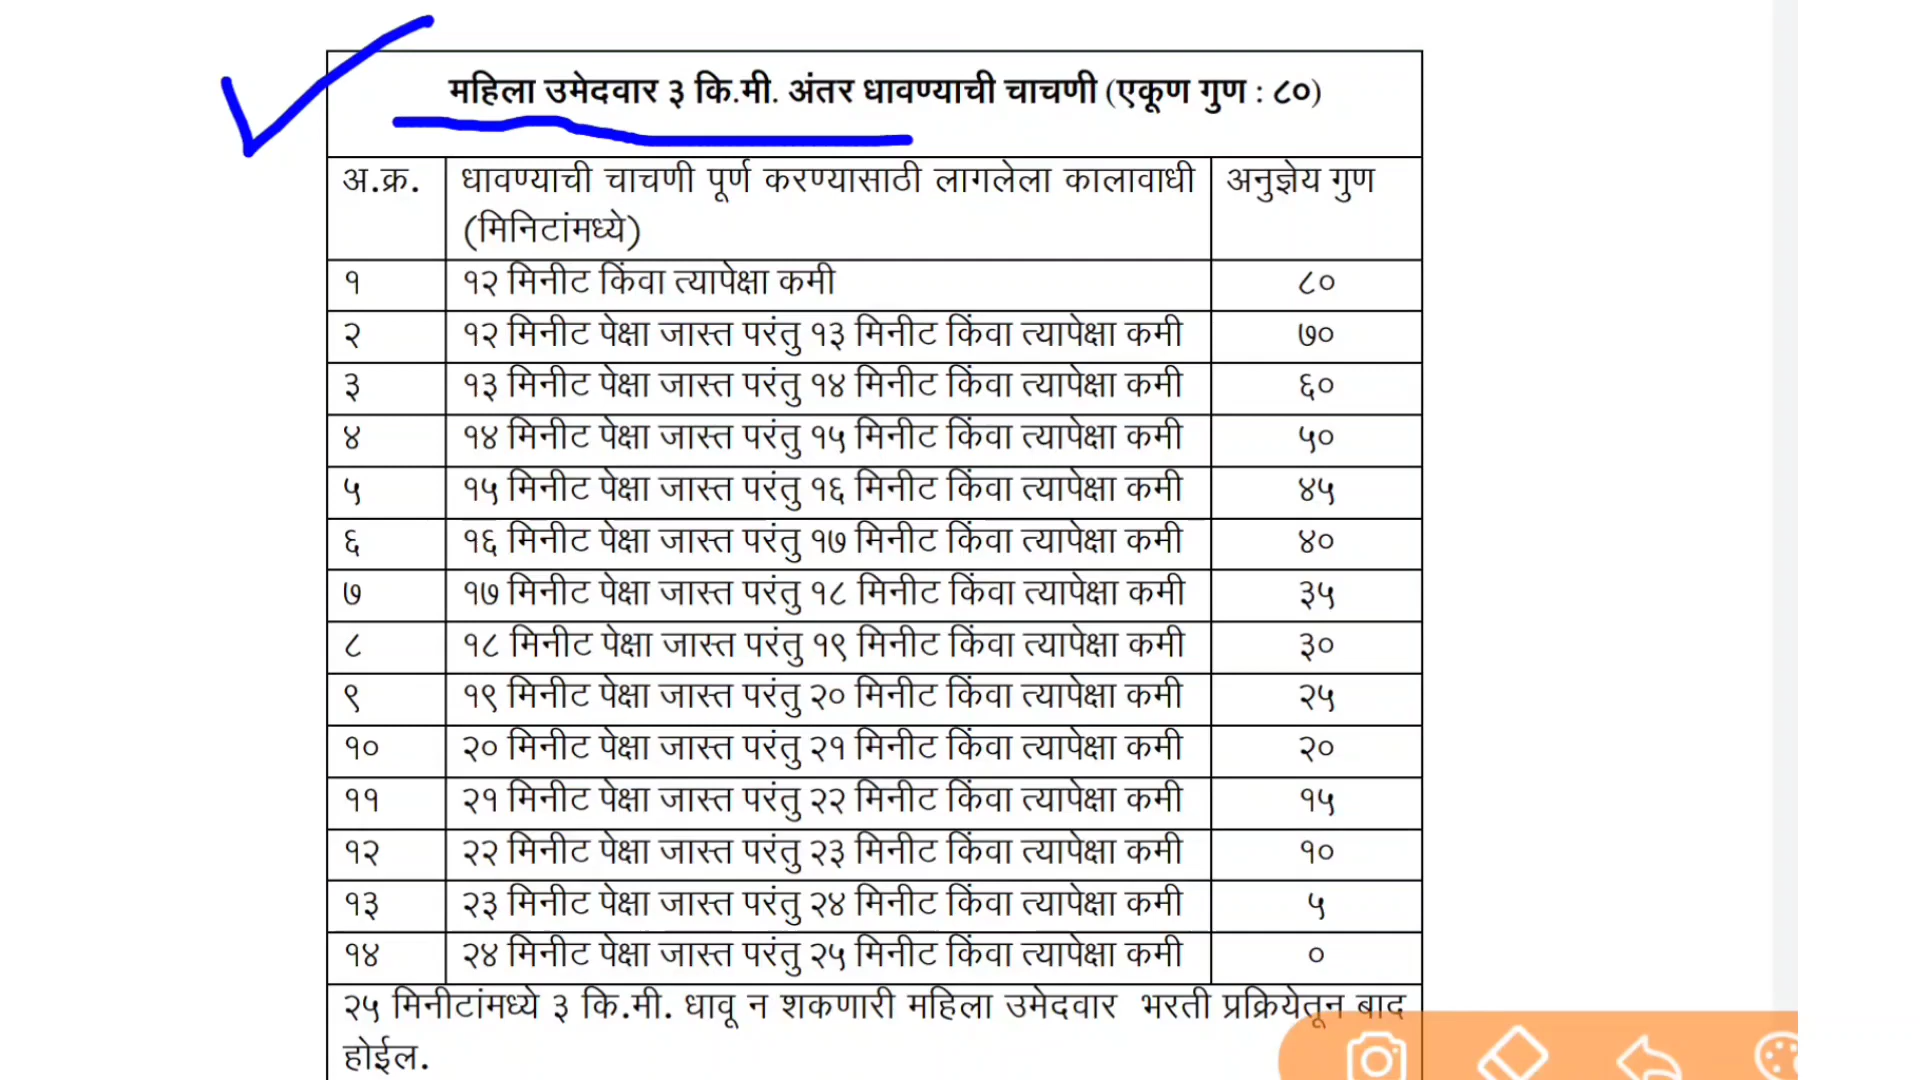 महिला उमेदवार ३ कि.मी. अंतर धावण्याची चाचणी (एकूण गुण : ८०)
अ.क्र. धावण्याची चाचणी पूर्ण करण्यासाठी लागलेला कालावाधी अनुज्ञेय गुण
(मिनिटांमध्ये)
१ १२ मिनीट किंवा त्यापेक्षा कमी ८०
२ १२ मिनीट पेक्षा जास्त परंतु १३ मिनीट किंवा त्यापेक्षा कमी ७०
३ १३ मिनीट पेक्षा जास्त परंतु १४ मिनीट किंवा त्यापेक्षा कमी ६०
४ १४ मिनीट पेक्षा जास्त परंतु १५ मिनीट किंवा त्यापेक्षा कमी ५०
५ १५ मिनीट पेक्षा जास्त परंतु १६ मिनीट किंवा त्यापेक्षा कमी ४५
६ १६ मिनीट पेक्षा जास्त परंतु १७ मिनीट किंवा त्यापेक्षा कमी ४०
७ १७ मिनीट पेक्षा जास्त परंतु १८ मिनीट किंवा त्यापेक्षा कमी ३५
८ १८ मिनीट पेक्षा जास्त परंतु १९ मिनीट किंवा त्यापेक्षा कमी ३०
९ १९ मिनीट पेक्षा जास्त परंतु २० मिनीट किंवा त्यापेक्षा कमी २५
१० २० मिनीट पेक्षा जास्त परंतु २१ मिनीट किंवा त्यापेक्षा कमी २०
११ २१ मिनीट पेक्षा जास्त परंतु २२ मिनीट किंवा त्यापेक्षा कमी १५
१२ २२ मिनीट पेक्षा जास्त परंतु २३ मिनीट किंवा त्यापेक्षा कमी १०
१३ २३ मिनीट पेक्षा जास्त परंतु २४ मिनीट किंवा त्यापेक्षा कमी ५
१४ २४ मिनीट पेक्षा जास्त परंतु २५ मिनीट किंवा त्यापेक्षा कमी ०
२५ मिनीटांमध्ये ३ कि.मी. धावू न शकणारी महिला उमेदवार भरती प्रक्रियेतून बाद
होईल.